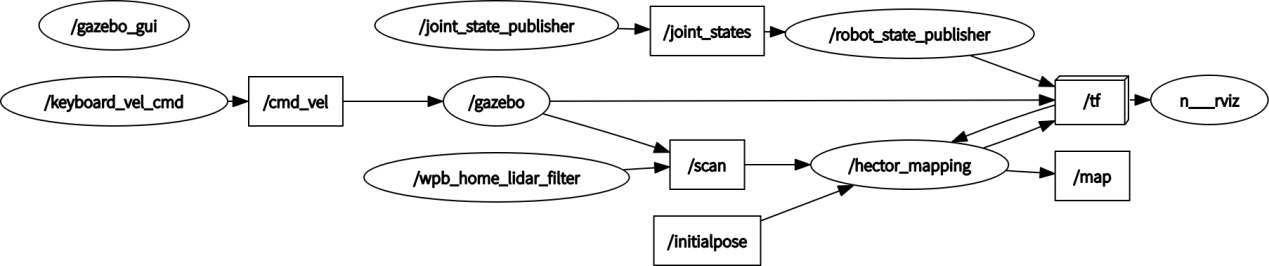 /gazebo_gui
/joint_state_publisher
/joint_states
/robot_state_publisher
/keyboard_vel_cmd
/cmd_vel
/gazebo
/tf
n___rviz
/wpb_home_lidar_filter
/scan
/hector_mapping
/map
/initialpose